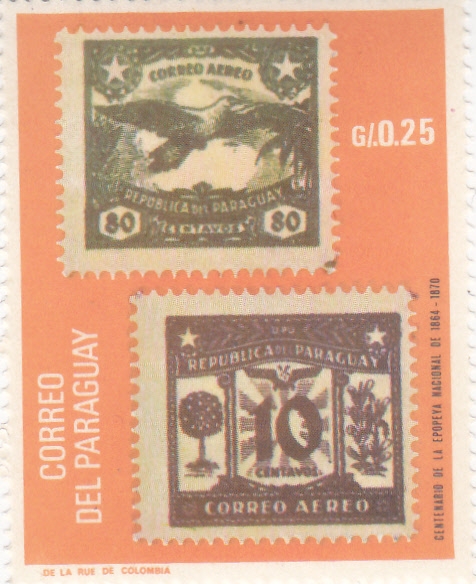 CORREO AEREO
REPUBLICA DEL PARAGUAY
80 80
CENTAVOS
G/.0.25
REPUBLICA DEL PARAGUAY
10
CENTAVOS
CORREO AEREO
CORREO
DEL PARAGUAY
CENTENARIO DE LA EPOPEYA NACIONAL DE 1864-1870
DE LA RUE DE COLOMBIA